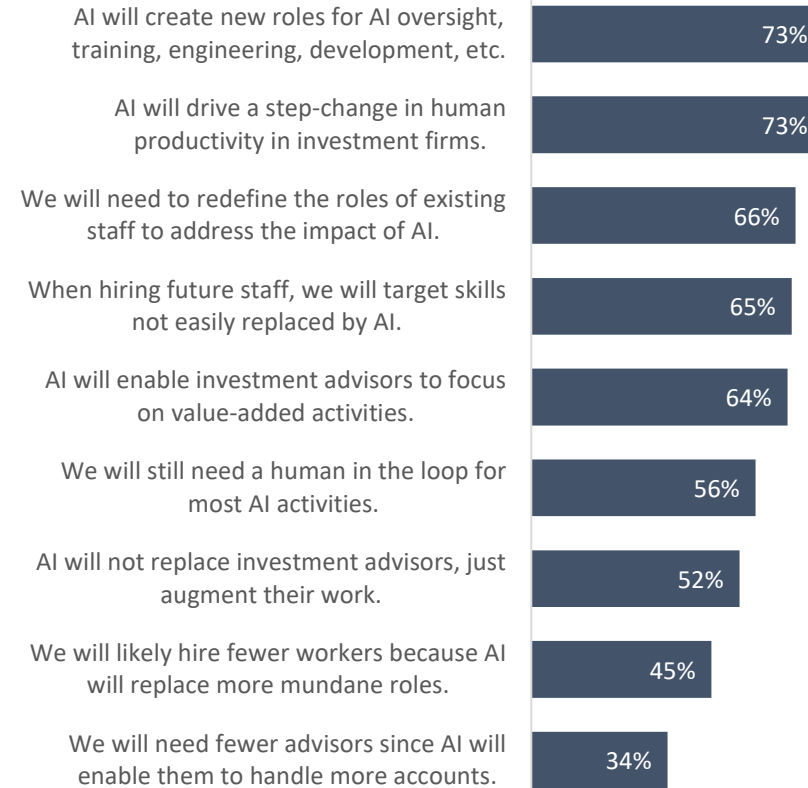 AI will create new roles for AI oversight,
training, engineering, development, etc.
73%
AI will drive a step-change in human
productivity in investment firms.
73%
We will need to redefine the roles of existing
staff to address the impact of AI.
66%
When hiring future staff, we will target skills
not easily replaced by AI.
65%
AI will enable investment advisors to focus
on value-added activities.
64%
We will still need a human in the loop for
most AI activities.
56%
AI will not replace investment advisors, just
augment their work.
52%
We will likely hire fewer workers because AI
will replace more mundane roles.
45%
We will need fewer advisors since AI will
enable them to handle more accounts.
34%